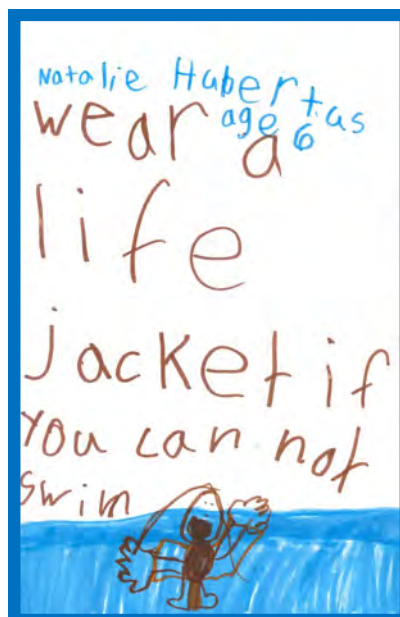 Natalie Hubertus
age 6
wear a
life
jacket if
you can not
swim